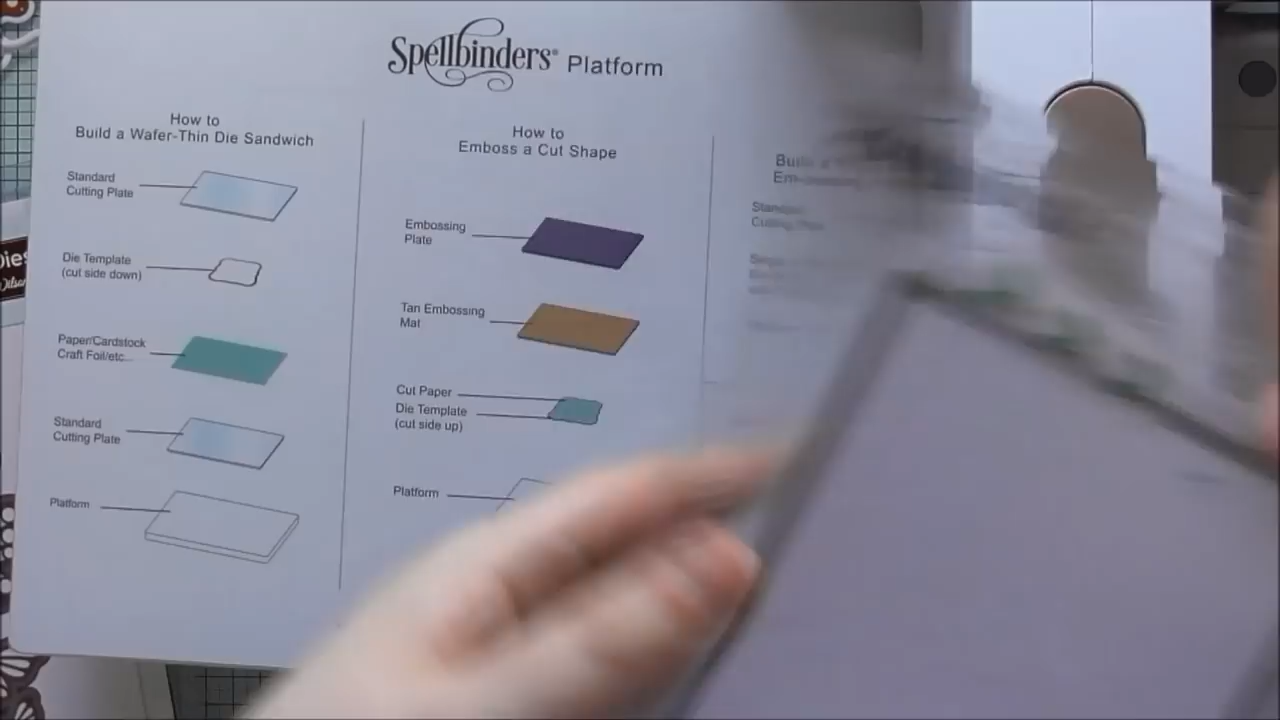 Spellbinders® Platform
How to
Build a Wafer-Thin Die Sandwich
Standard
Cutting Plate
Die Template
(cut side down)
Paper/Cardstock
Craft Foil/etc...
Standard
Cutting Plate
Platform
How to
Emboss a Cut Shape
Embossing
Plate
Tan Embossing
Mat
Cut Paper
Die Template
(cut side up)
Platform
Standard
Cutting